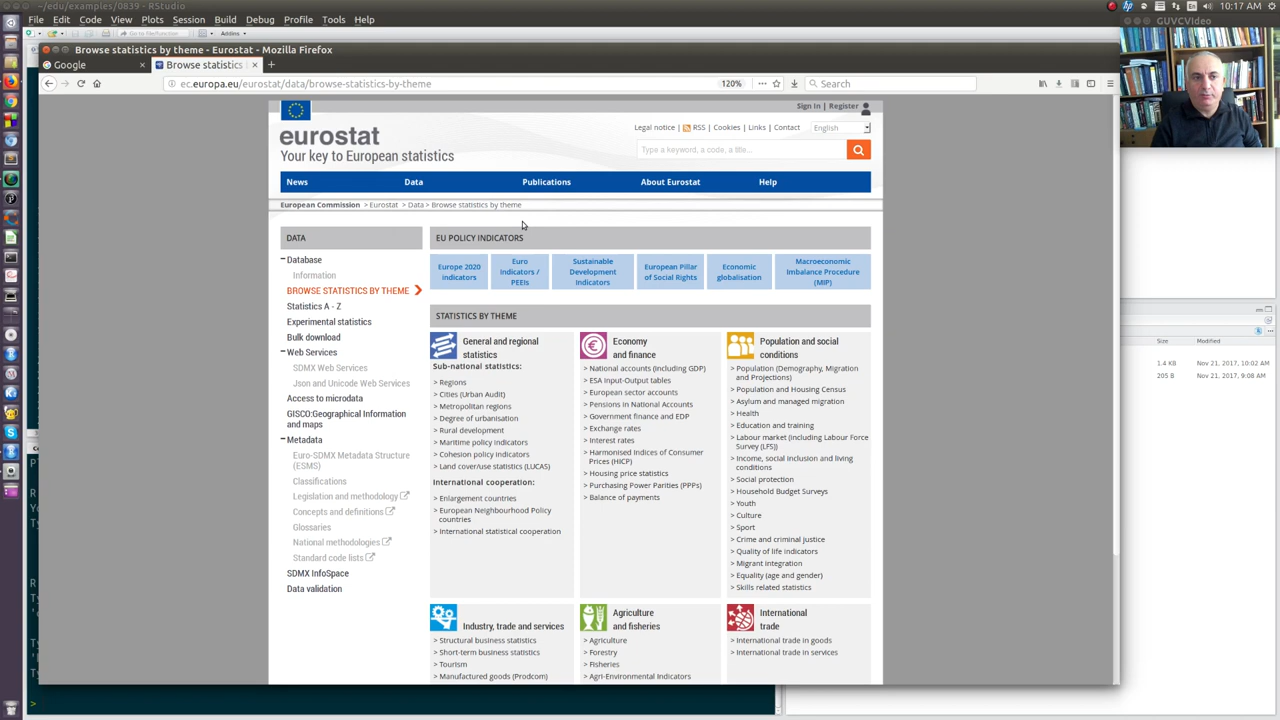 ~/edu/examples/0839 - RStudio
10:17 AM
File Edit Code View Plots Session Build Debug Profile Tools Help
GUVCVideo
Go to file/function
Addins
Browse statistics by theme - Eurostat - Mozilla Firefox
Google
Browse statistics
ec.europa.eu/eurostat/data/browse-statistics-by-theme
120%
Search
Sign In | Register
Legal notice | RSS | Cookies | Links | Contact
English
eurostat
Your key to European statistics
Type a keyword, a code, a title...
News Data Publications About Eurostat Help
European Commission > Eurostat > Data > Browse statistics by theme
DATA
Database
Information
BROWSE STATISTICS BY THEME
Statistics A - Z
Experimental statistics
Bulk download
Web Services
SDMX Web Services
Json and Unicode Web Services
Access to microdata
GISCO:Geographical Information
and maps
Metadata
Euro-SDMX Metadata Structure
(ESMS)
Classifications
Legislation and methodology
Concepts and definitions
Glossaries
National methodologies
Standard code lists
SDMX InfoSpace
Data validation
EU POLICY INDICATORS
Europe 2020
indicators
Euro
indicators /
PEEIs
Sustainable
Development
Indicators
European Pillar
of Social Rights
Economic
globalisation
Macroeconomic
Imbalance Procedure
(MIP)
STATISTICS BY THEME
General and regional
statistics
Sub-national statistics:
> Regions
> Cities (Urban Audit)
> Metropolitan regions
> Degree of urbanisation
> Rural development
> Maritime policy indicators
> Cohesion policy indicators
> Land cover/use statistics (LUCAS)
International cooperation:
> Enlargement countries
> European Neighbourhood Policy
countries
> International statistical cooperation
Economy
and finance
> National accounts (including GDP)
> ESA Input-Output tables
> European sector accounts
> Pensions in National Accounts
> Government finance and EDP
> Exchange rates
> Interest rates
> Harmonised Indices of Consumer
Prices (HICP)
> Housing price statistics
> Purchasing Power Parities (PPPs)
> Balance of payments
Population and social
conditions
> Population (Demography, Migration
and Projections)
> Population and Housing Census
> Asylum and managed migration
> Health
> Education and training
> Labour market (including Labour Force
Survey (LFS))
> Income, social inclusion and living
conditions
> Social protection
> Household Budget Surveys
> Youth
> Culture
> Sport
> Crime and criminal justice
> Quality of life indicators
> Migrant integration
> Equality (age and gender)
> Skills related statistics
Industry, trade and services
> Structural business statistics
> Short-term business statistics
> Tourism
> Manufactured goods (Prodcom)
Agriculture
and fisheries
> Agriculture
> Forestry
> Fisheries
> Agri-Environmental Indicators
International
trade
> International trade in goods
> International trade in services
Size Modified
1.4 KB Nov 21, 2017, 10:02 AM
205 B Nov 21, 2017, 9:08 AM
>